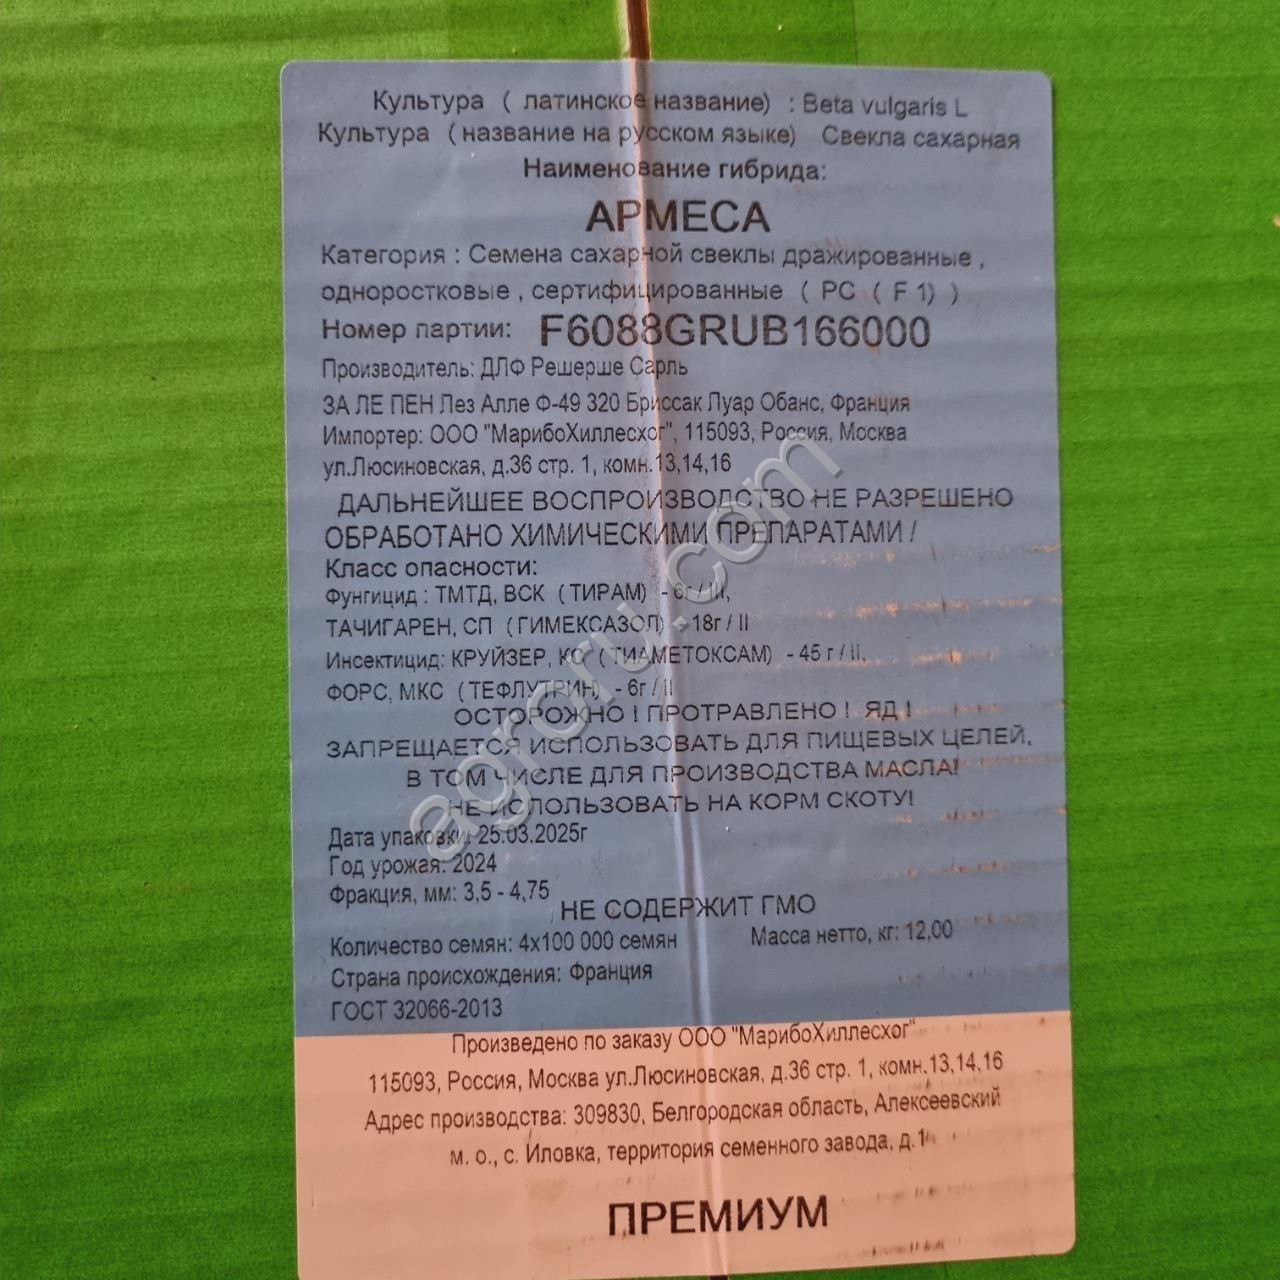 Культура ( латинское название) : Beta vulgaris L
Культура (название на русском языке) Свекла сахарная
Наименование гибрида:
АРМЕСА
Категория : Семена сахарной свеклы дражированные ,
одноростковые , сертифицированные ( РС ( F 1) )
Номер партии: F6088GRUB166000
Производитель: ДЛФ Решерше Сарль
ЗА ЛЕ ПЕН Лез Алле Ф-49 320 Бриссак Луар Обанс, Франция
Импортер: ООО "МарибоХиллесхог", 115093, Россия, Москва
ул.Люсиновская, д.36 стр. 1, комн.13,14,16
ДАЛЬНЕЙШЕЕ ВОСПРОИЗВОДСТВО НЕ РАЗРЕШЕНО
ОБРАБОТАНО ХИМИЧЕСКИМИ ПРЕПАРАТАМИ !
Класс опасности:
Фунгицид : ТМТД, ВСК (ТИРАМ) - 6г / III,
ТАЧИГАРЕН, СП (ГИМЕКСАЗОЛ) - 18г / II
Инсектицид: КРУЙЗЕР, КС (ТИАМЕТОКСАМ) - 45 г / II,
ФОРС, МКС (ТЕФЛУТРИН) - 6г / II
ОСТОРОЖНО ! ПРОТРАВЛЕНО ! ЯД !
ЗАПРЕЩАЕТСЯ ИСПОЛЬЗОВАТЬ ДЛЯ ПИЩЕВЫХ ЦЕЛЕЙ,
В ТОМ ЧИСЛЕ ДЛЯ ПРОИЗВОДСТВА МАСЛА!
НЕ ИСПОЛЬЗОВАТЬ НА КОРМ СКОТУ!
Дата упаковки: 25.03.2025г
Год урожая: 2024
Фракция, мм: 3,5 - 4,75
НЕ СОДЕРЖИТ ГМО
Количество семян: 4x100 000 семян Масса нетто, кг: 12,00
Страна происхождения: Франция
ГОСТ 32066-2013
Произведено по заказу ООО "МарибоХиллесхог"
115093, Россия, Москва ул.Люсиновская, д.36 стр. 1, комн.13,14,16
Адрес производства: 309830, Белгородская область, Алексеевский
м. о., с. Иловка, территория семенного завода, д.1
ПРЕМИУМ
agroru.com